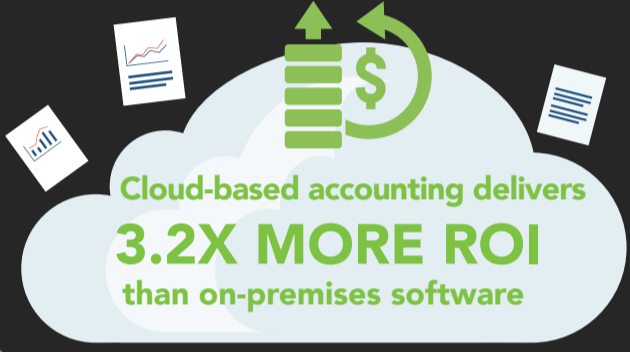 $
Cloud-based accounting delivers
3.2X MORE ROI
than on-premises software